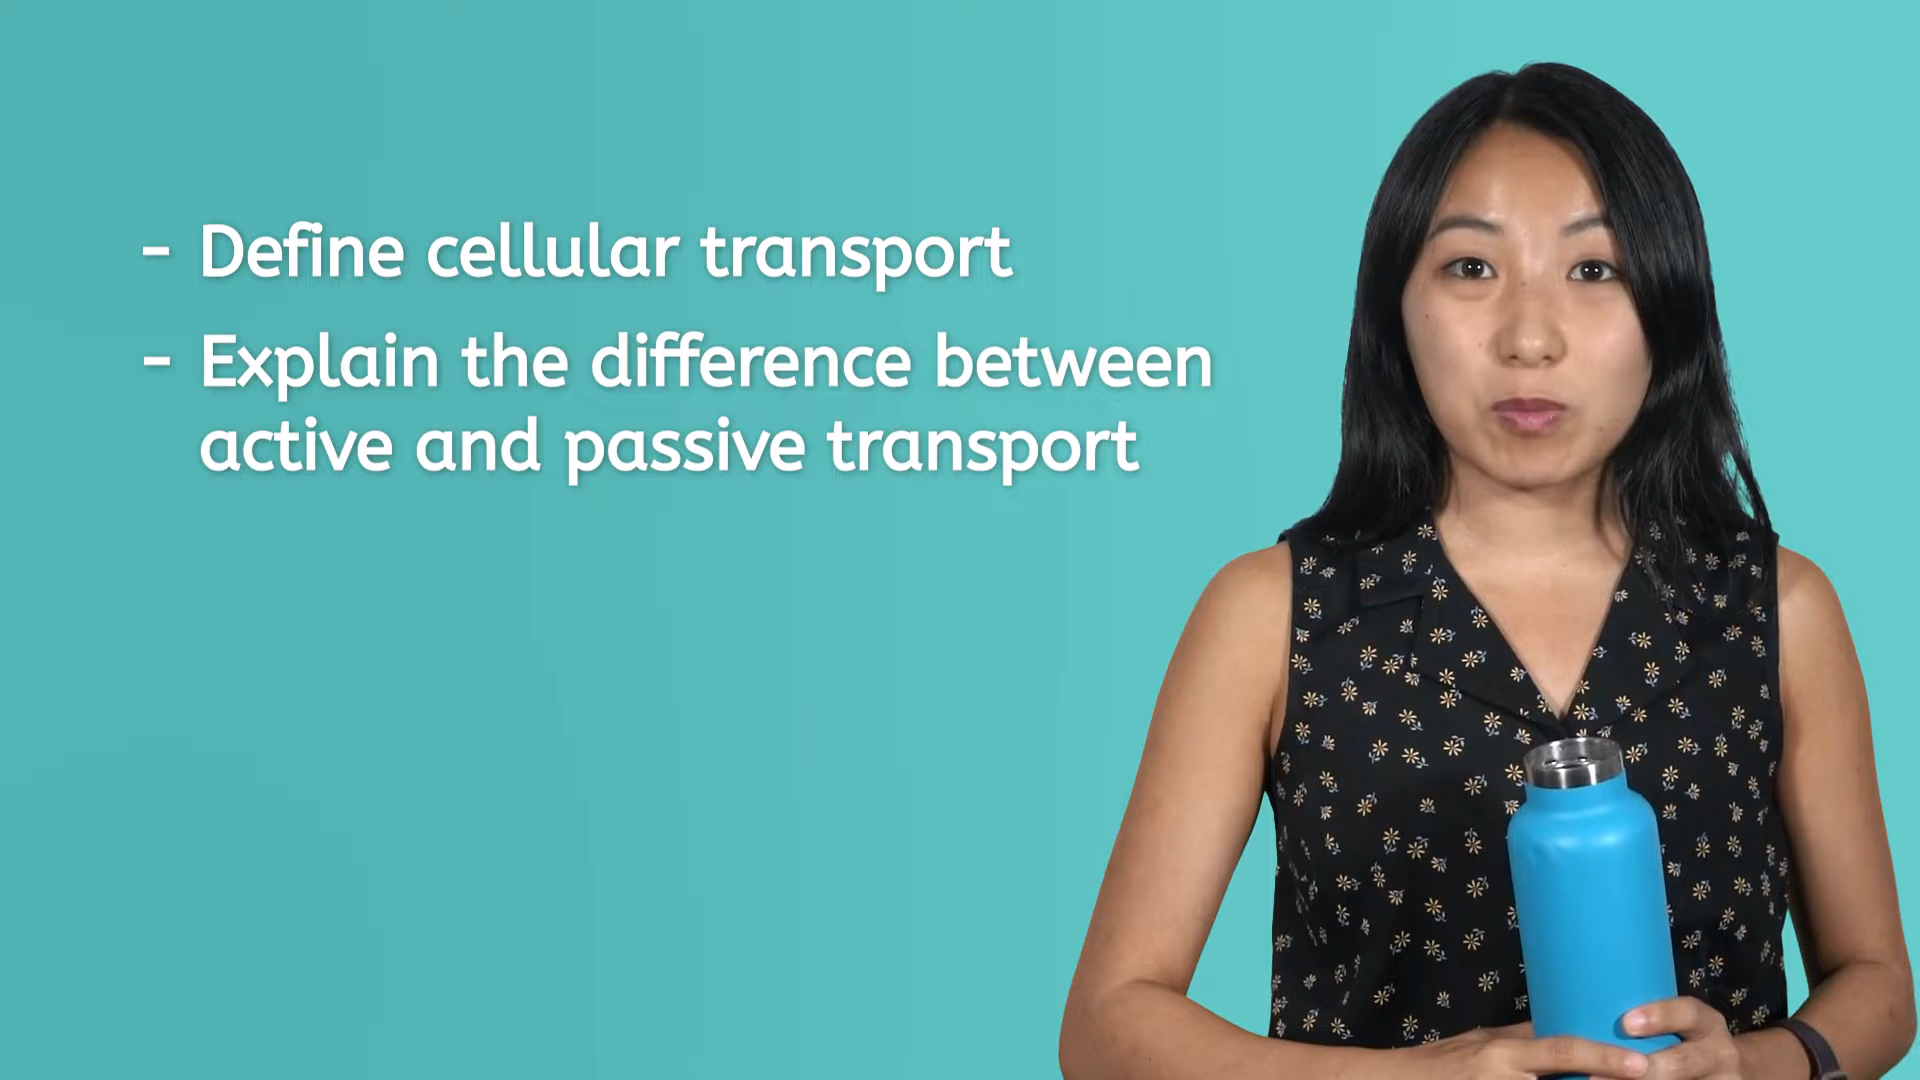 - Define cellular transport
- Explain the difference between
active and passive transport